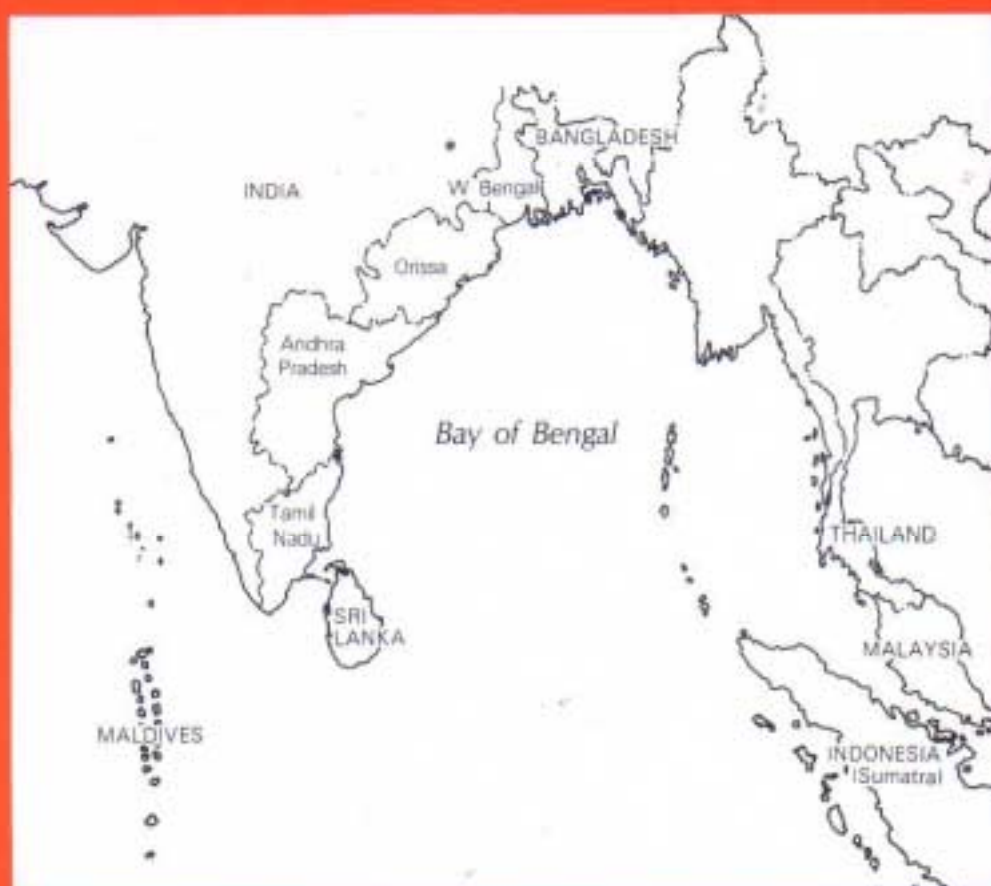 BANGLADESH
INDIA
W. Bengal
Orissa
Andhra
Pradesh
Bay of Bengal
Tamil
Nadu
THAILAND
SRI
LANKA
MALAYSIA
MALDIVES
INDONESIA
(Sumatra)